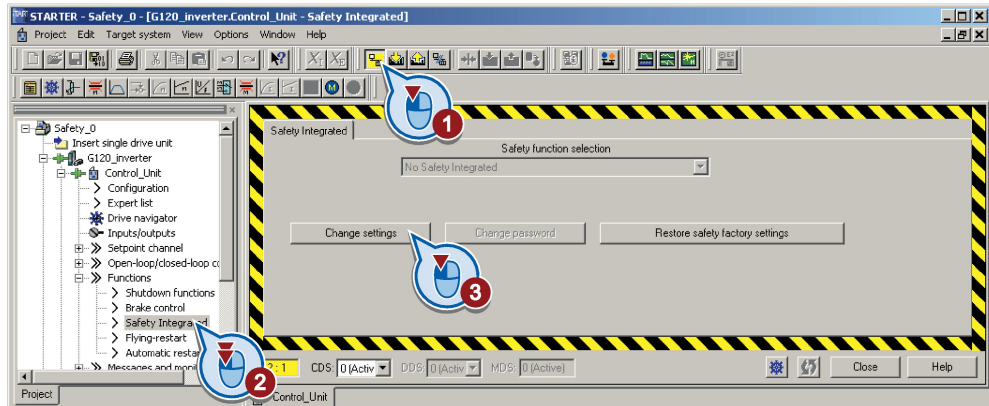 STARTER - Safety_0 - [G120_inverter.Control_Unit - Safety Integrated]
Project Edit Target system View Options Window Help
1
Safety_0
Insert single drive unit
G120_inverter
Control_Unit
Configuration
Expert list
Drive navigator
Inputs/outputs
Setpoint channel
Open-loop/closed-loop
Functions
Shutdown functions
Brake control
Safety
Flying-restart
Automatic
Messages and
2
Project
Safety Integrated
Safety function selection
No Safety Integrated
Change settings Change password Restore safety factory settings
3
CDS: 0 (Activ DDS: 0 (Activ MDS: 0 (Active) Close Help
Control_Unit